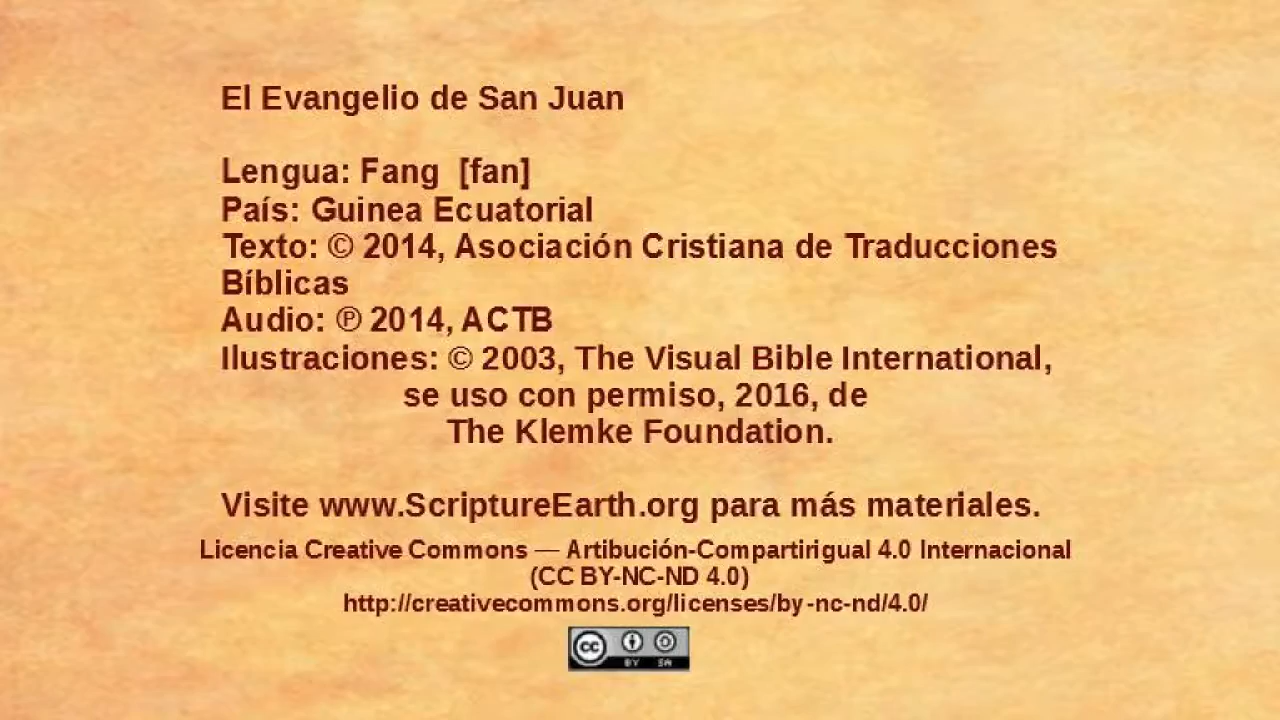 El Evangelio de San Juan
Lengua: Fang [fan]
País: Guinea Ecuatorial
Texto: © 2014, Asociación Cristiana de Traducciones
Bíblicas
Audio: ℗ 2014, ACTB
Ilustraciones: © 2003, The Visual Bible International,
se uso con permiso, 2016, de
The Klemke Foundation.
Visite www.ScriptureEarth.org para más materiales.
Licencia Creative Commons — Artibución-Compartirigual 4.0 Internacional
(CC BY-NC-ND 4.0)
http://creativecommons.org/licenses/by-nc-nd/4.0/
cc
BY SA